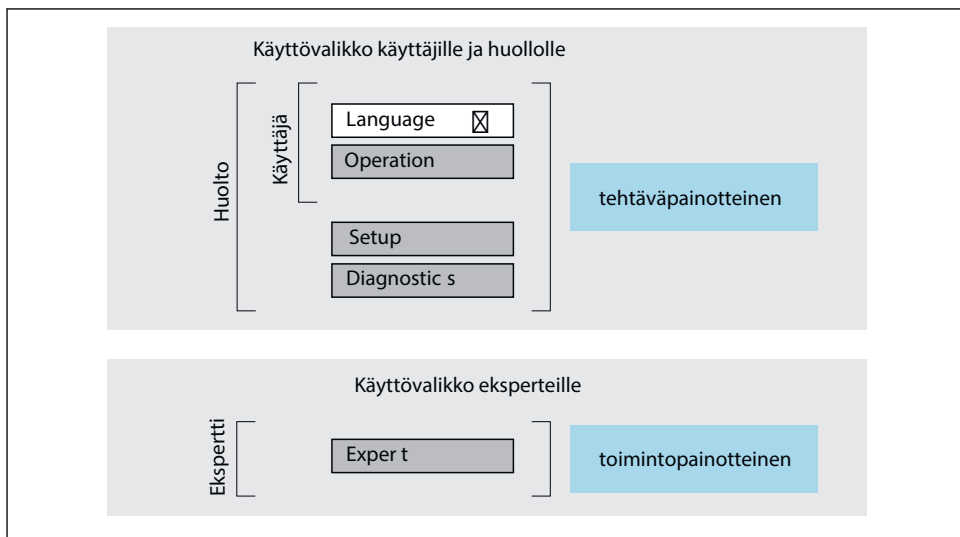 Käyttövalikko käyttäjille ja huollolle
Huolto
Käyttäjä
Language
Operation
Setup
Diagnostic s
tehtäväpainotteinen
Käyttövalikko eksperteille
Ekspertti
Exper t
toimintopainotteinen